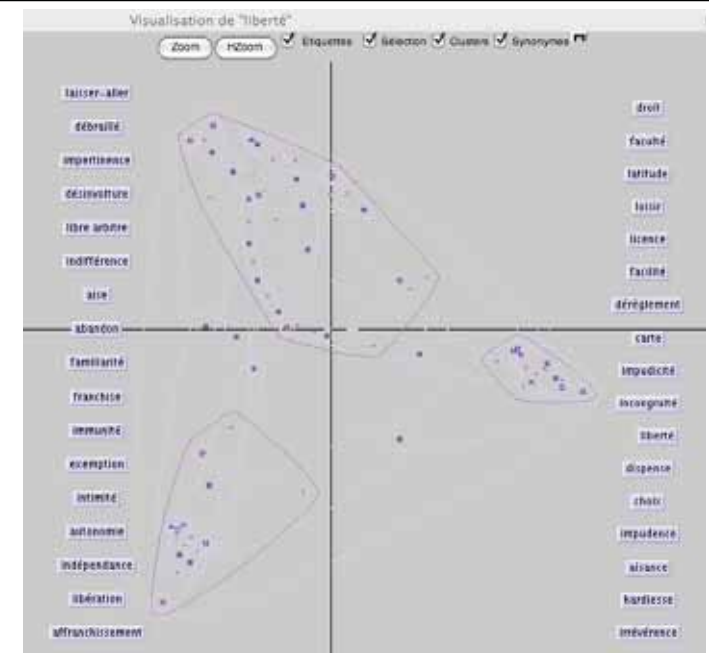 Visualisation de "liberté"
Zoom HZoom Etiquettes Sélection Clusters Synonymes
laisser-aller
débraillé
impertinence
désinvolture
libre arbitre
indifférence
aise
abandon
familiarité
franchise
immunité
exemption
intimité
autonomie
indépendance
libération
affranchissement
droit
faculté
latitude
loisir
licence
facilité
dérèglement
carte
impudicité
incongruité
liberté
dispense
choix
impudence
aisance
hardiesse
irrévérence